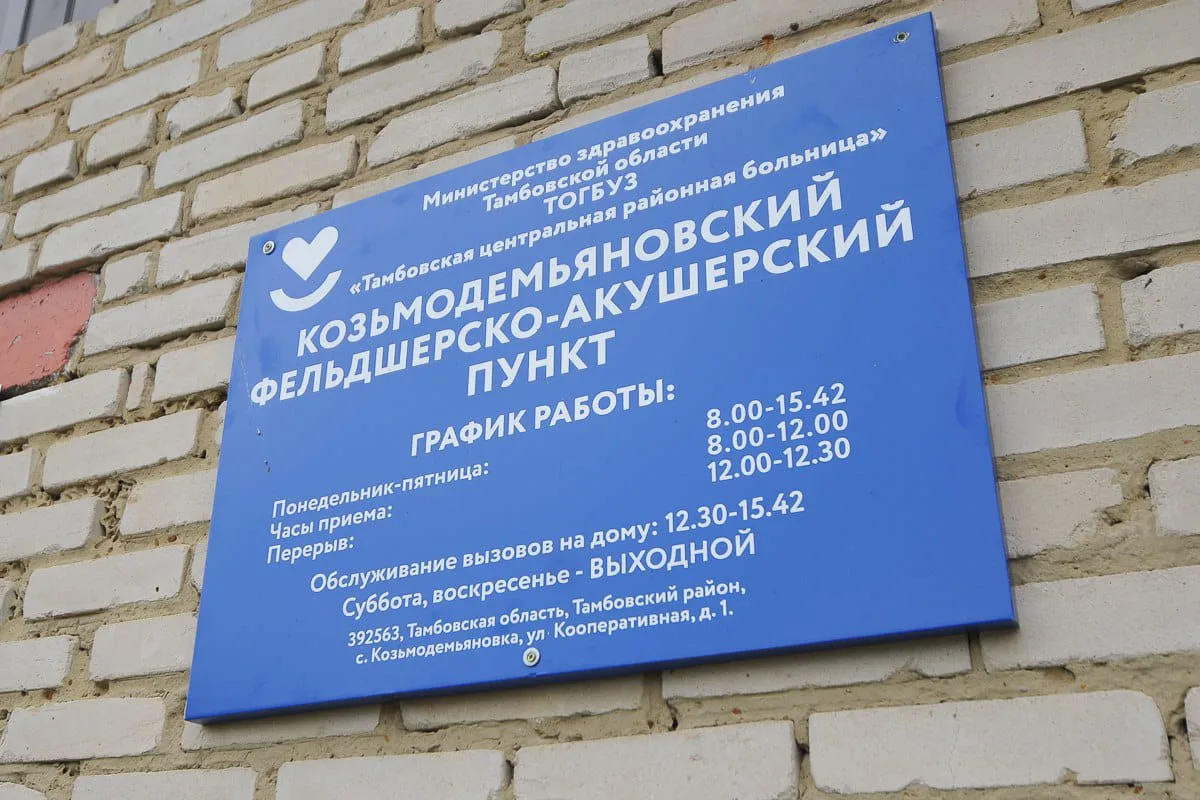 Министерство здравоохранения
Тамбовской области
ТОГБУЗ
«Тамбовская центральная районная больница»
КОЗЬМОДЕМЬЯНОВСКИЙ
ФЕЛЬДШЕРСКО-АКУШЕРСКИЙ
ПУНКТ
ГРАФИК РАБОТЫ:
Понедельник-пятница: 8.00-15.42
Часы приема: 8.00-12.00
Перерыв: 12.00-12.30
Обслуживание вызовов на дому: 12.30-15.42
Суббота, воскресенье - ВЫХОДНОЙ
392563, Тамбовская область, Тамбовский район,
с. Козьмодемьяновка, ул Кооперативная, д. 1.